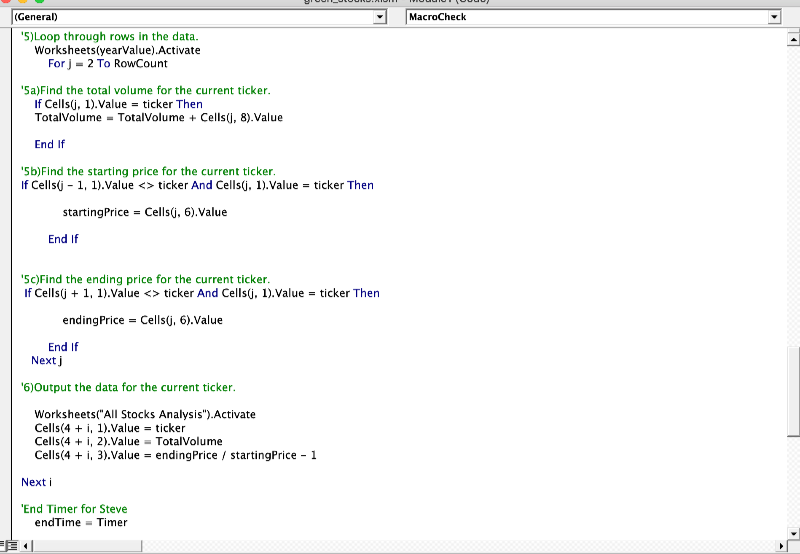 (General)
MacroCheck
'5)Loop through rows in the data.
Worksheets(yearValue).Activate
For j = 2 To RowCount
'5a)Find the total volume for the current ticker.
If Cells(j, 1).Value = ticker Then
TotalVolume = TotalVolume + Cells(j, 8).Value
End If
'5b)Find the starting price for the current ticker.
If Cells(j - 1, 1).Value <> ticker And Cells(j, 1).Value = ticker Then
startingPrice = Cells(j, 6).Value
End If
'5c)Find the ending price for the current ticker.
If Cells(j + 1, 1).Value <> ticker And Cells(j, 1).Value = ticker Then
endingPrice = Cells(j, 6).Value
End If
Next j
'6)Output the data for the current ticker.
Worksheets("All Stocks Analysis").Activate
Cells(4 + i, 1).Value = ticker
Cells(4 + i, 2).Value = TotalVolume
Cells(4 + i, 3).Value = endingPrice / startingPrice - 1
Next i
'End Timer for Steve
endTime = Timer